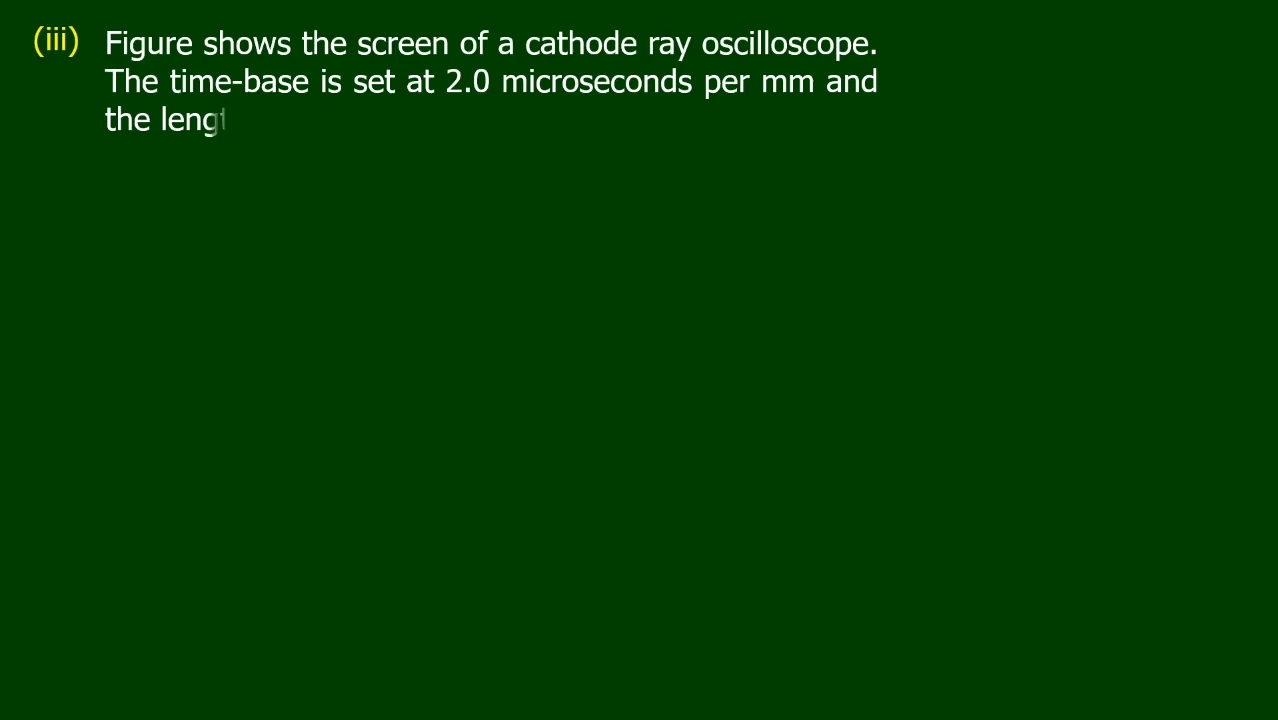 (iii) Figure shows the screen of a cathode ray oscilloscope.
The time-base is set at 2.0 microseconds per mm and
the